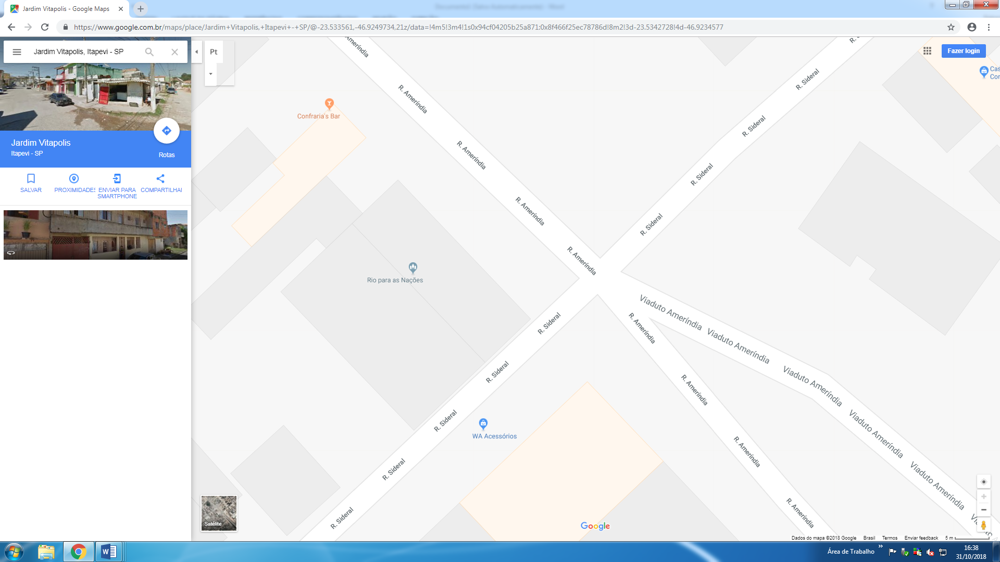 Jardim Vitapolis - Google Maps
https://www.google.com.br/maps/place/Jardim+Vitapolis,+Itapevi+-+SP/@-23.533561,-46.9249734,21z/data=!4m5!3m4!1s0x94cf04205b25a871:0x8f466f25ec78786d!8m2!3d-23.5342728!4d-46.9234577
Jardim Vitapolis, Itapevi - SP
Pt
Fazer login
Jardim Vitapolis
Itapevi - SP
Rotas
SALVAR
PROXIMIDADES
ENVIAR PARA
SMARTPHONE
COMPARTILHAI
Ameríndia
R. Ameríndia
R. Ameríndia
R. Ameríndia
R. Ameríndia
R. Ameríndia
R. Ameríndia
R. Ameríndia
R. Ameríndia
R. S
R. Sideral
R. Sideral
R. Sideral
R. Sideral
R. Sideral
R. Sideral
R. Sideral
R. Sideral
R. Sideral
Viaduto Ameríndia
Viaduto Ameríndia
Viaduto Ameríndia
Viaduto Ameríndia
Viaduto Ameríndia
Cas
Cor
Confraria's Bar
Rio para as Nações
WA Acessórios
Satélite
Google
Dados do mapa ©2018 Google Brasil Termos Enviar feedback 5 m
Área de Trabalho
16:38
31/10/2018